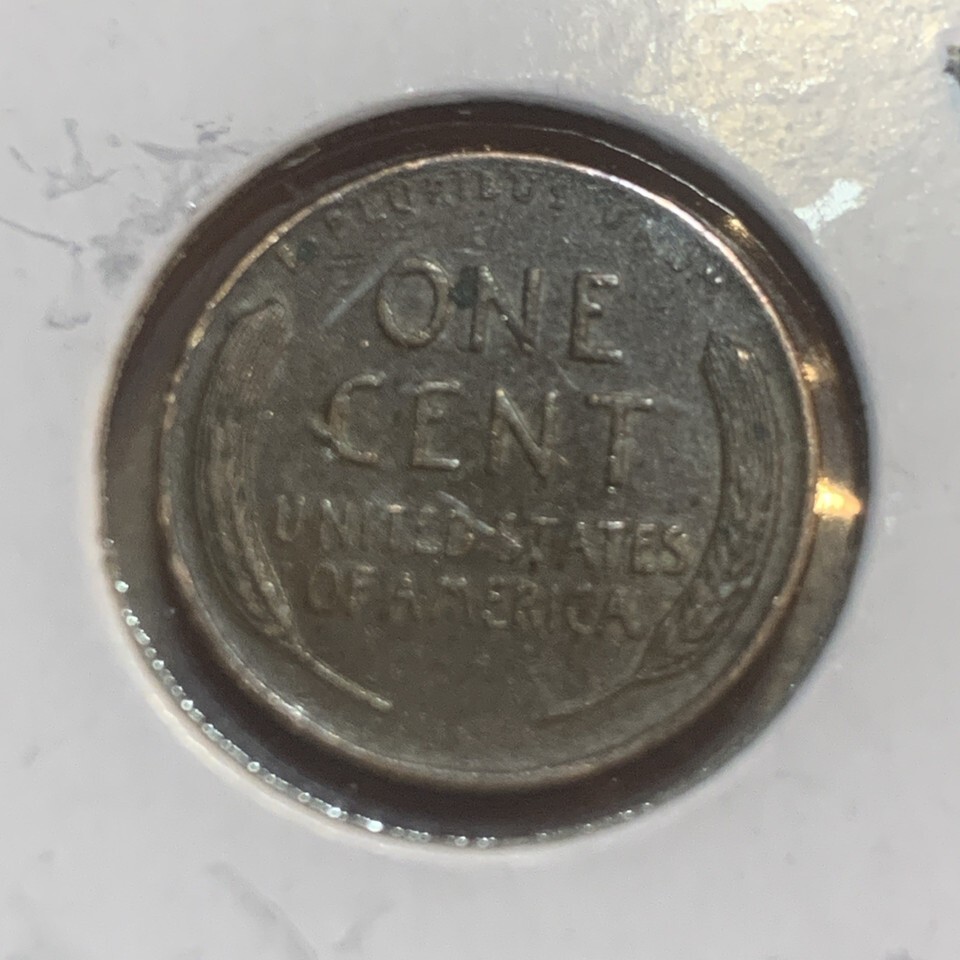 PLURIBUS
ONE
CENT
UNITED STATES
OF AMERICA